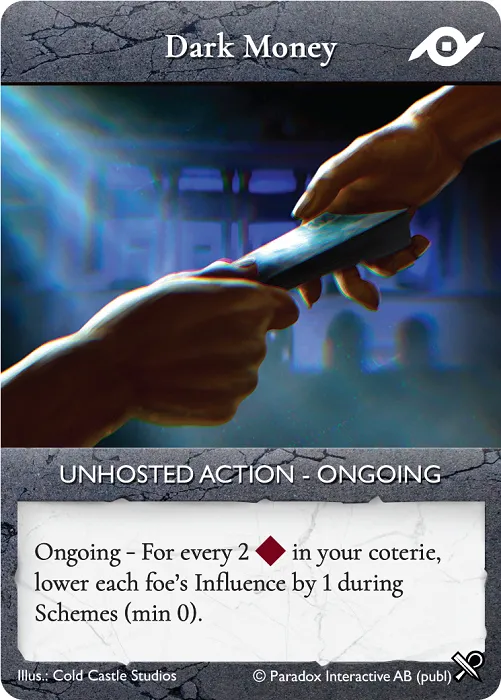 Dark Money
UNHOSTED ACTION - ONGOING
Ongoing - For every 2 ♦ in your coterie,
lower each foe's Influence by 1 during
Schemes (min 0).
Illus.: Cold Castle Studios
© Paradox Interactive AB (publ)